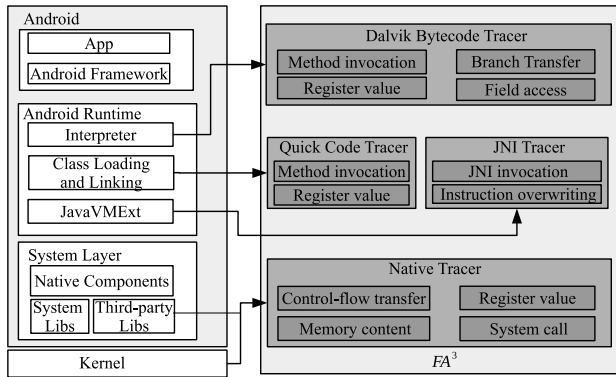 Android
App
Android Framework
Android Runtime
Interpreter
Class Loading
and Linking
JavaVMExt
System Layer
Native Components
System
Libs
Third-party
Libs
Kernel
Dalvik Bytecode Tracer
Method invocation
Branch Transfer
Register value
Field access
Quick Code Tracer
Method invocation
Register value
JNI Tracer
JNI invocation
Instruction overwriting
Native Tracer
Control-flow transfer
Register value
Memory content
System call
FA³